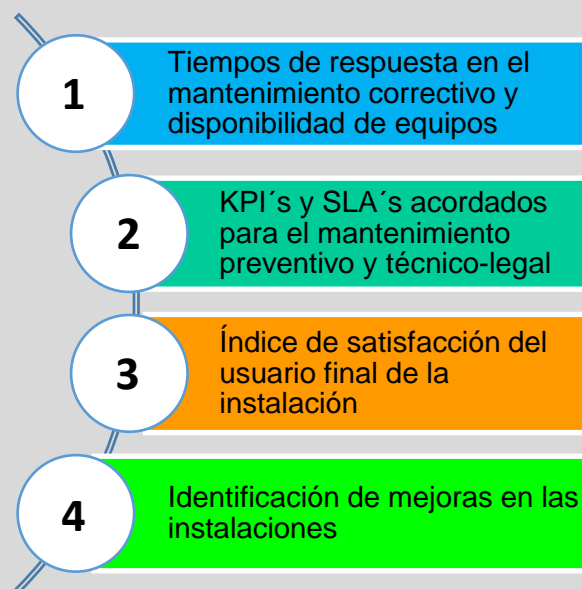 1
Tiempos de respuesta en el
mantenimiento correctivo y
disponibilidad de equipos
2
KPI´s y SLA´s acordados
para el mantenimiento
preventivo y técnico-legal
3
Índice de satisfacción del
usuario final de la
instalación
4
Identificación de mejoras en las
instalaciones